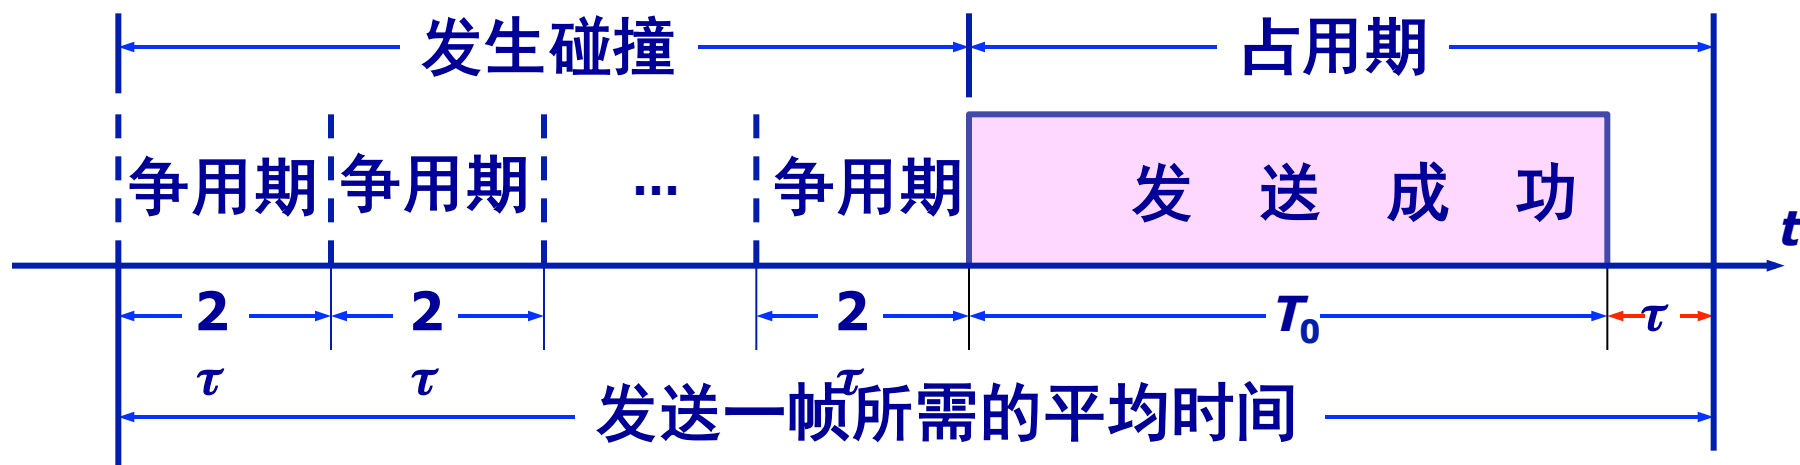 发生碰撞 占用期
争用期 争用期 … 争用期 发 送 成 功
t
2 2 2 T0 τ
τ τ τ
发送一帧所需的平均时间